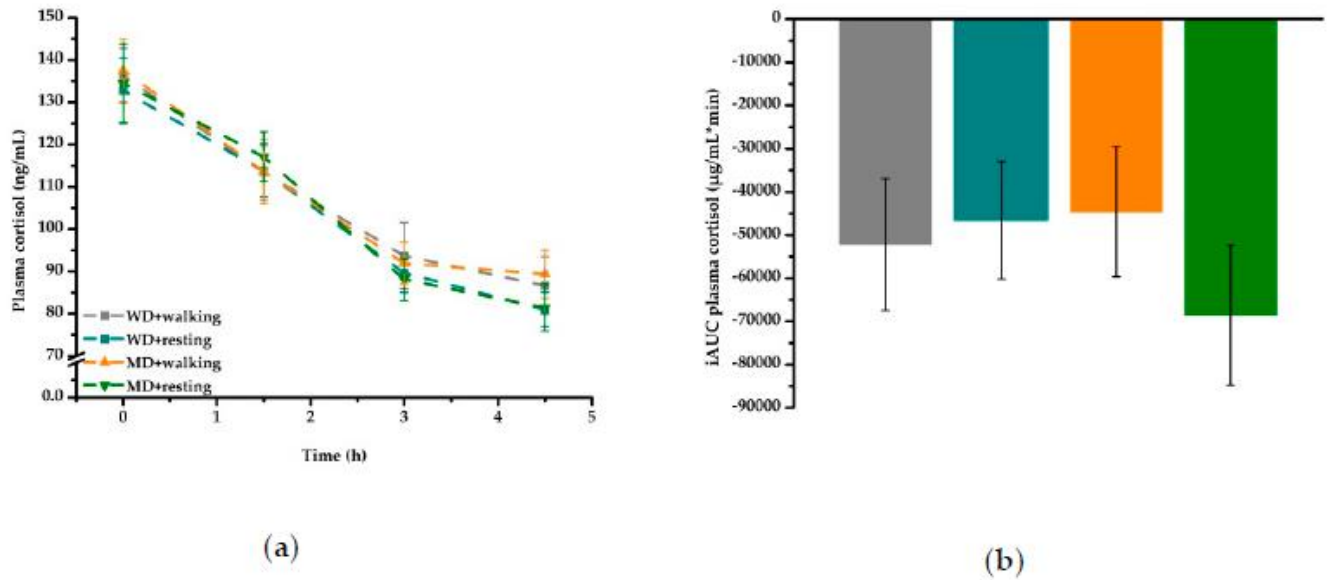 150
140
130
120
110
100
90
80
70
0.0
Plasma cortisol (ng/mL)
WD+walking
WD+resting
MD+walking
MD+resting
0 1 2 3 4 5
Time (h)
(a)
0
-10000
-20000
-30000
-40000
-50000
-60000
-70000
-80000
-90000
iAUC plasma cortisol (µg/mL*min)
(b)